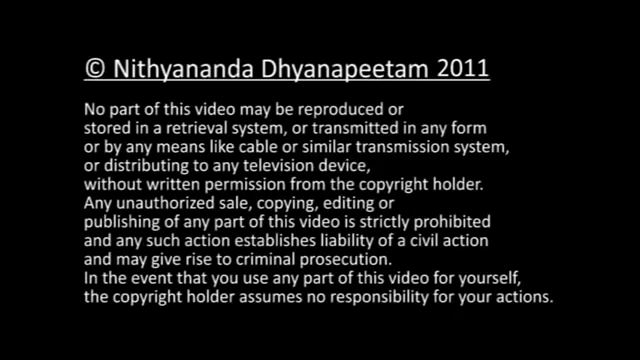 © Nithyananda Dhyanapeetam 2011
No part of this video may be reproduced or
stored in a retrieval system, or transmitted in any form
or by any means like cable or similar transmission system,
or distributing to any television device,
without written permission from the copyright holder.
Any unauthorized sale, copying, editing or
publishing of any part of this video is strictly prohibited
and any such action establishes liability of a civil action
and may give rise to criminal prosecution.
In the event that you use any part of this video for yourself,
the copyright holder assumes no responsibility for your actions.